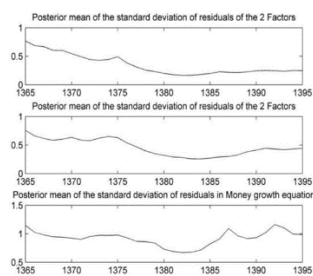 Posterior mean of the standard deviation of residuals of the 2 Factors
1
0.5
0
1365 1370 1375 1380 1385 1390 1395
Posterior mean of the standard deviation of residuals of the 2 Factors
1
0.5
0
1365 1370 1375 1380 1385 1390 1395
Posterior mean of the standard deviation of residuals in Money growth equation
1.5
1
0.5
1365 1370 1375 1380 1385 1390 1395